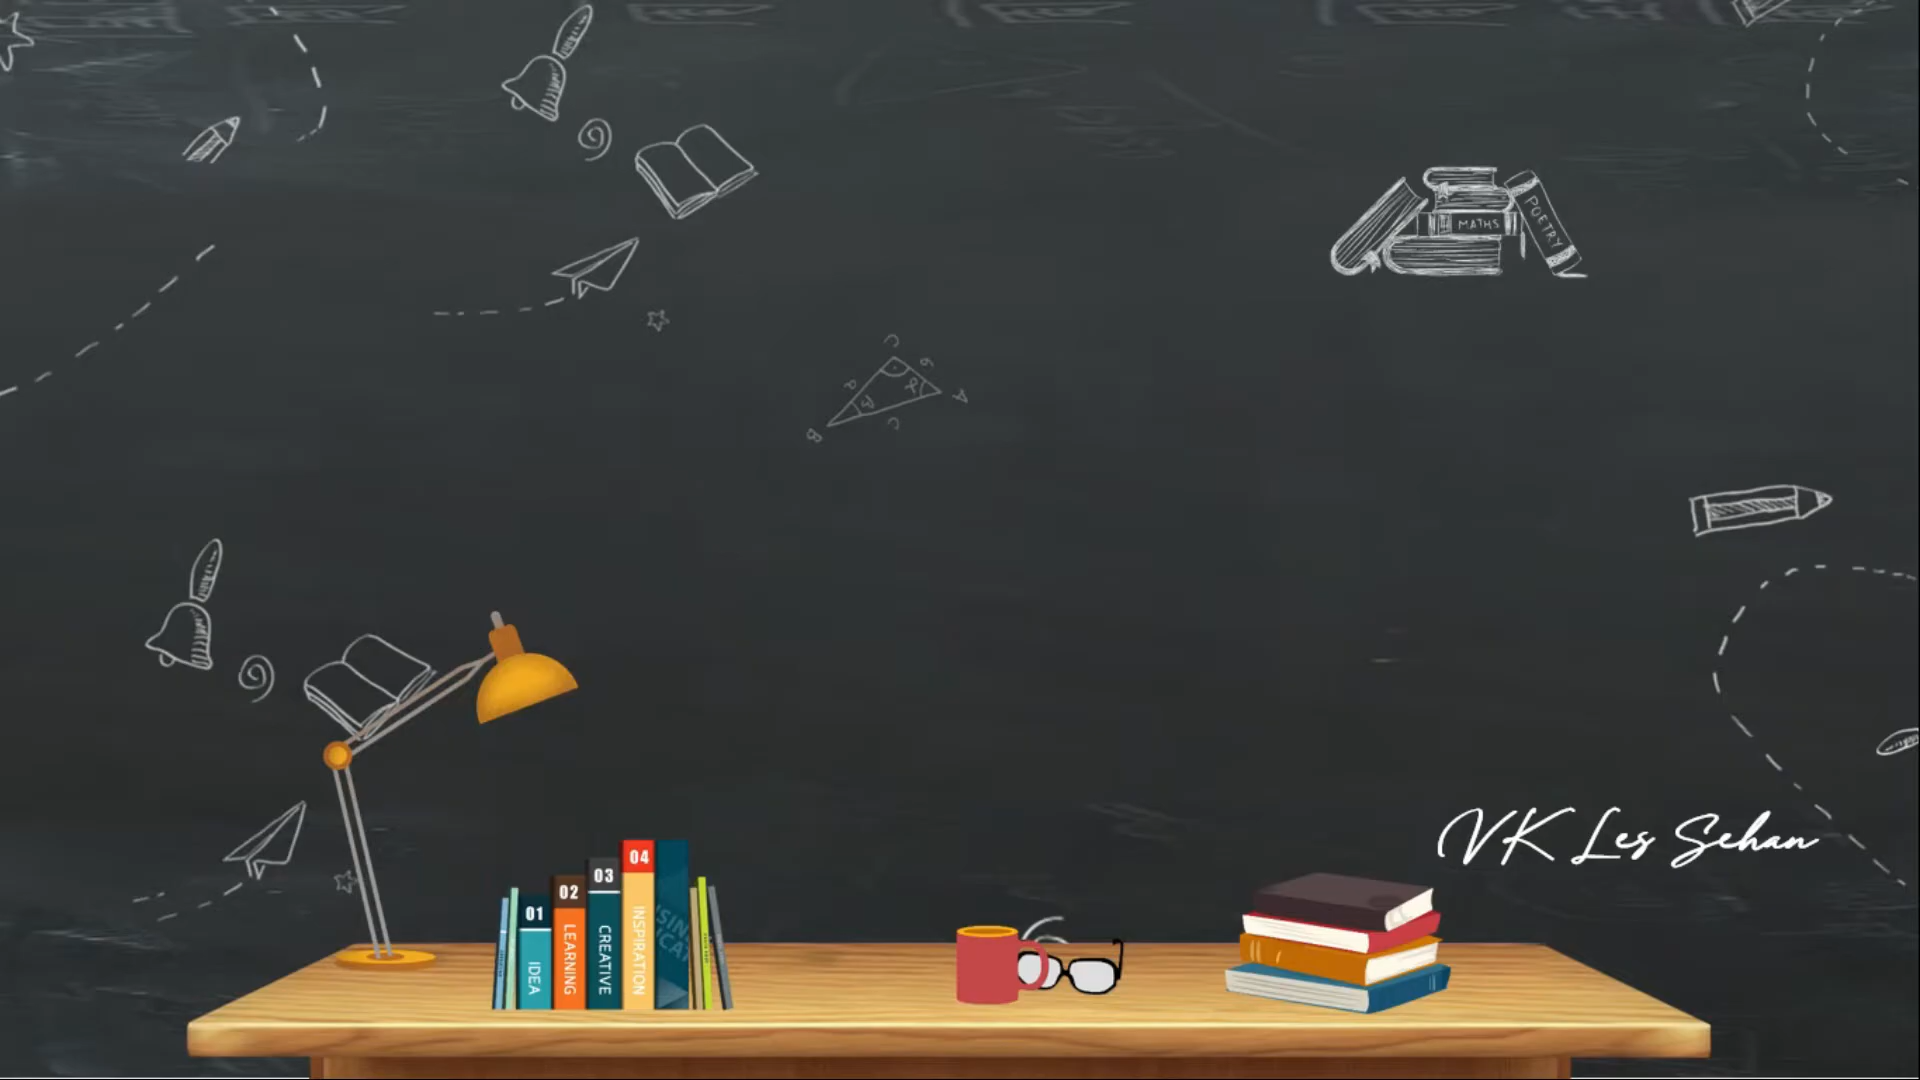 MATHS
POETRY
C
B
VK Les Sehan
01
IDEA
02
LEARNING
03
CREATIVE
04
INSPIRATION